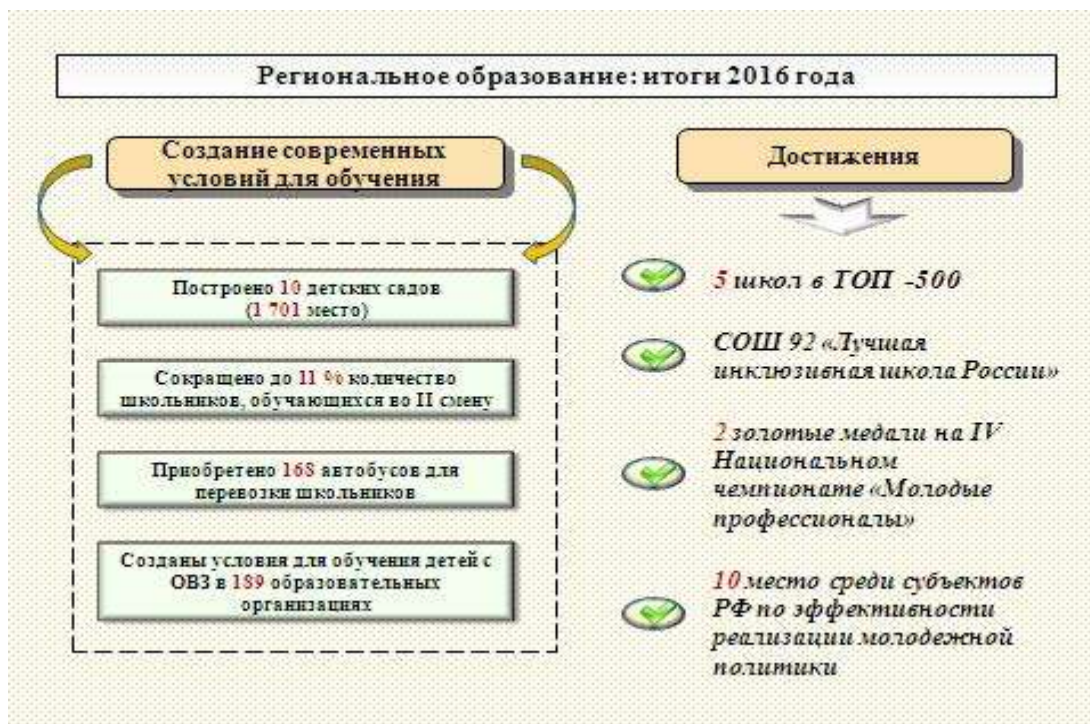 Региональное образование: итоги 2016 года
Создание современных
условий для обучения
Построено 10 детских садов
(1 701 место)
Сокращено до 11 % количество
школьников, обучающихся во II смену
Приобретено 168 автобусов для
перевозки школьников
Созданы условия для обучения детей с
ОВЗ в 189 образовательных
организациях
Достижения
5 школ в ТОП -500
СОШ 92 «Лучшая
инклюзивная школа России»
2 золотые медали на IV
Национальном
чемпионате «Молодые
профессионалы»
10 место среди субъектов
РФ по эффективности
реализации молодежной
политики